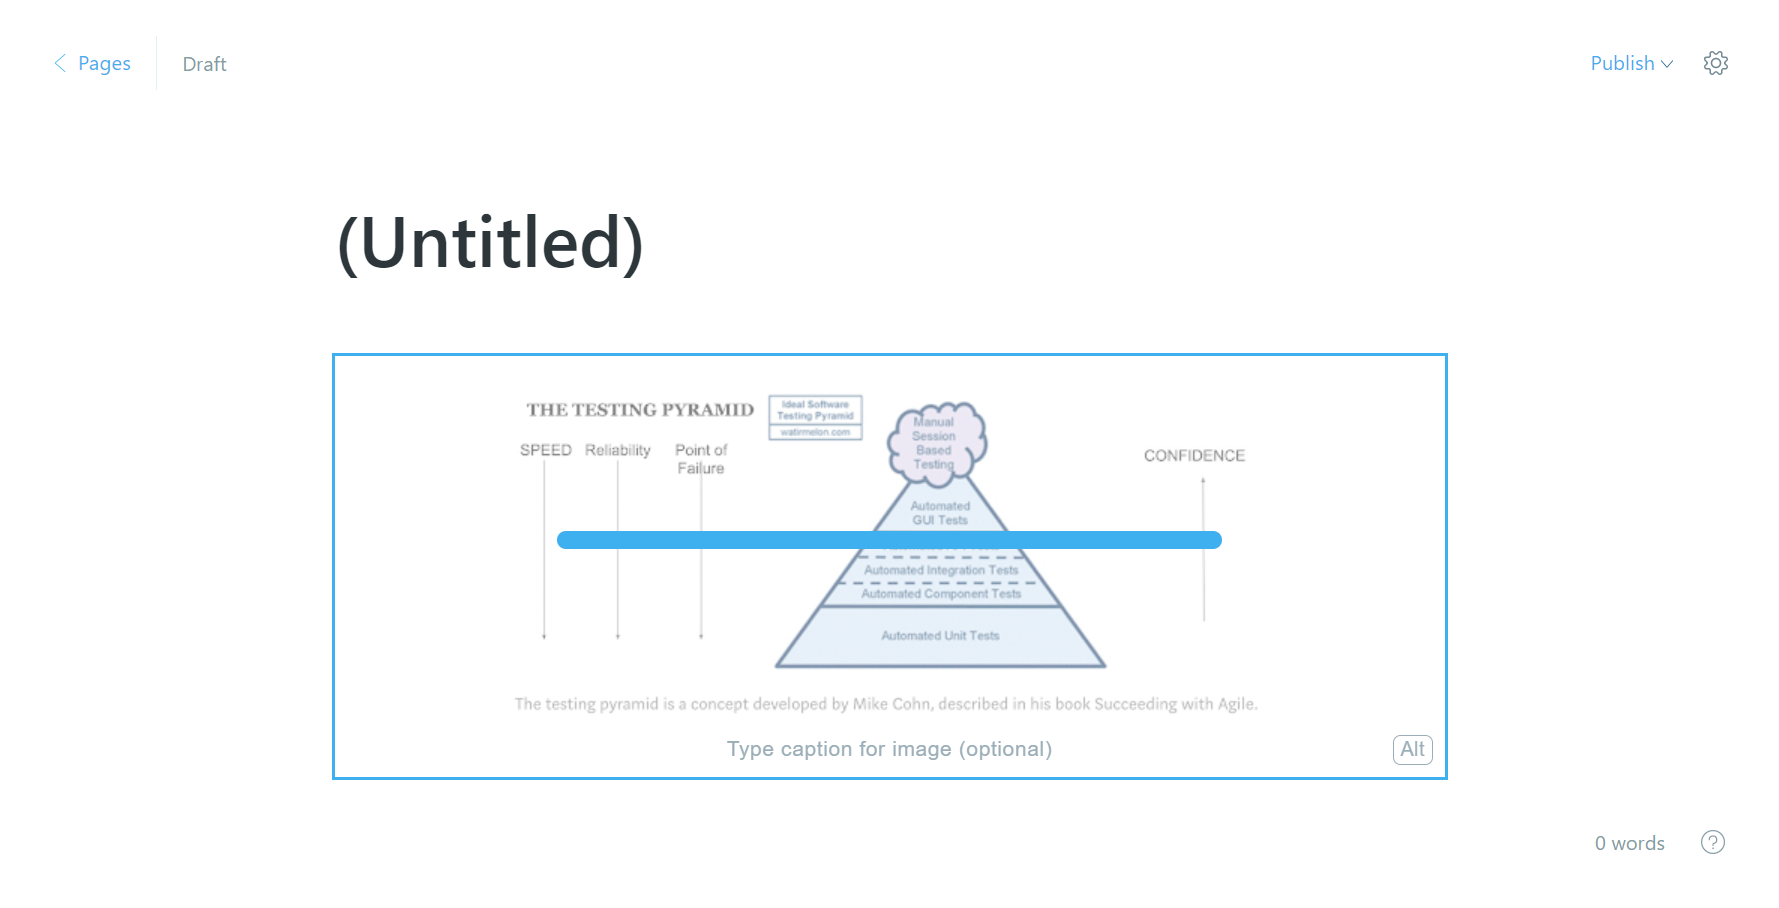 Pages
Draft
Publish
(Untitled)
THE TESTING PYRAMID
Ideal Software
Testing Pyramid
watirmelon.com
SPEED
Reliability
Point of
Failure
Manual
Session
Based
Testing
CONFIDENCE
Automated
GUI Tests
Automated Integration Tests
Automated Component Tests
Automated Unit Tests
The testing pyramid is a concept developed by Mike Cohn, described in his book Succeeding with Agile.
Type caption for image (optional)
Alt
0 words
?